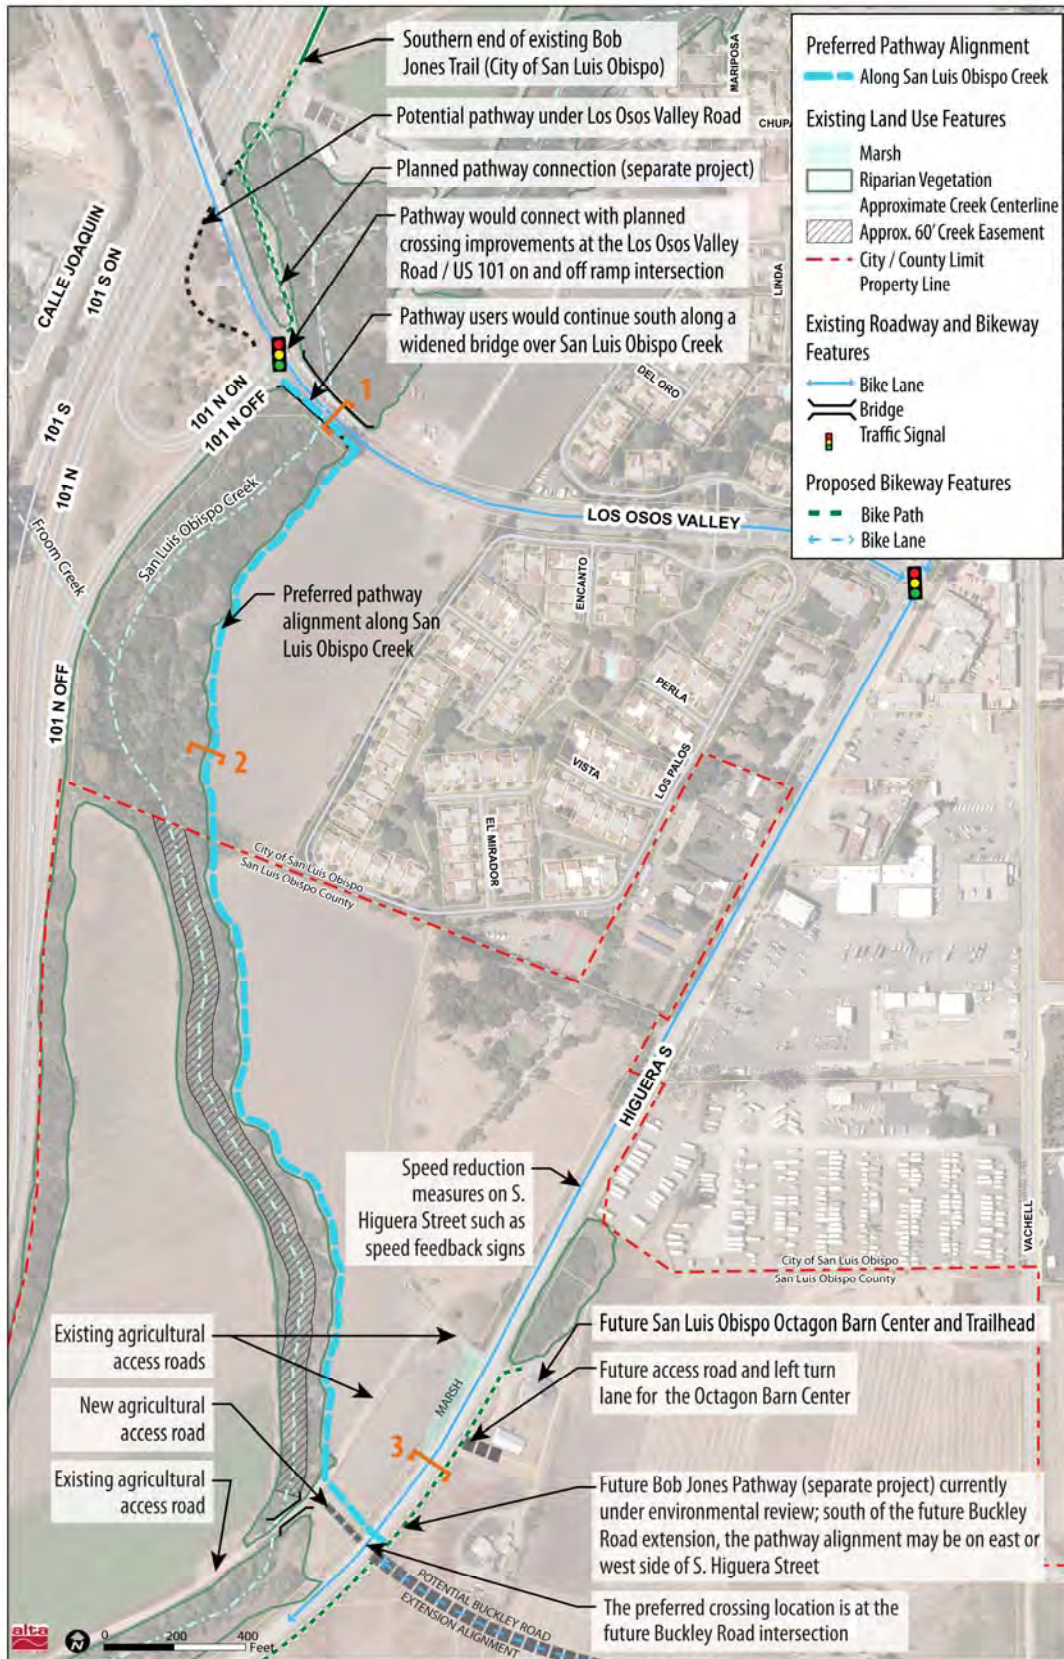 Southern end of existing Bob
Jones Trail (City of San Luis Obispo)
MARIPOSA
Potential pathway under Los Osos Valley Road
Planned pathway connection (separate project)
Pathway would connect with planned
crossing improvements at the Los Osos Valley
Road / US 101 on and off ramp intersection
Pathway users would continue south along a
widened bridge over San Luis Obispo Creek
Preferred Pathway Alignment
Along San Luis Obispo Creek
Existing Land Use Features
Marsh
Riparian Vegetation
Approximate Creek Centerline
Approx. 60' Creek Easement
City / County Limit
Property Line
Existing Roadway and Bikeway
Features
Bike Lane
Bridge
Traffic Signal
Proposed Bikeway Features
Bike Path
Bike Lane
CHUPA
LINDA
CALLE JOAQUIN
101 S ON
101 S
101 N
101 N ON
101 N OFF
1
DEL ORO
LOS OSOS VALLEY
Froom Creek
San Luis Obispo Creek
Preferred pathway
alignment along San
Luis Obispo Creek
ENCANTO
PERLA
LOS PALOS
VISTA
EL MIRADOR
101 N OFF
2
City of San Luis Obispo
San Luis Obispo County
HIGUERA S
Speed reduction
measures on S.
Higuera Street such as
speed feedback signs
VACHELL
City of San Luis Obispo
San Luis Obispo County
Existing agricultural
access roads
New agricultural
access road
Existing agricultural
access road
MARSH
3
Future San Luis Obispo Octagon Barn Center and Trailhead
Future access road and left turn
lane for the Octagon Barn Center
Future Bob Jones Pathway (separate project) currently
under environmental review; south of the future Buckley
Road extension, the pathway alignment may be on east or
west side of S. Higuera Street
The preferred crossing location is at the
future Buckley Road intersection
POTENTIAL BUCKLEY ROAD
EXTENSION ALIGNMENT
alta
0 200 400
Feet